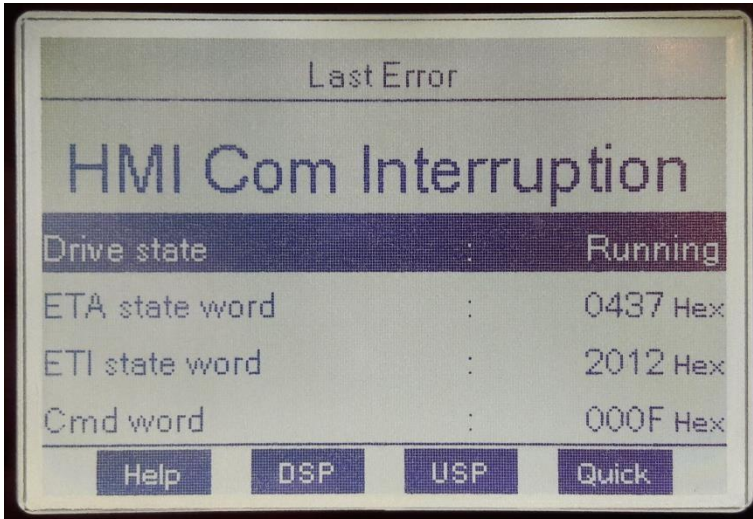 Last Error
HMI Com Interruption
Drive state : Running
ETA state word : 0437 Hex
ETI state word : 2012 Hex
Cmd word : 000F Hex
Help DSP USP Quick